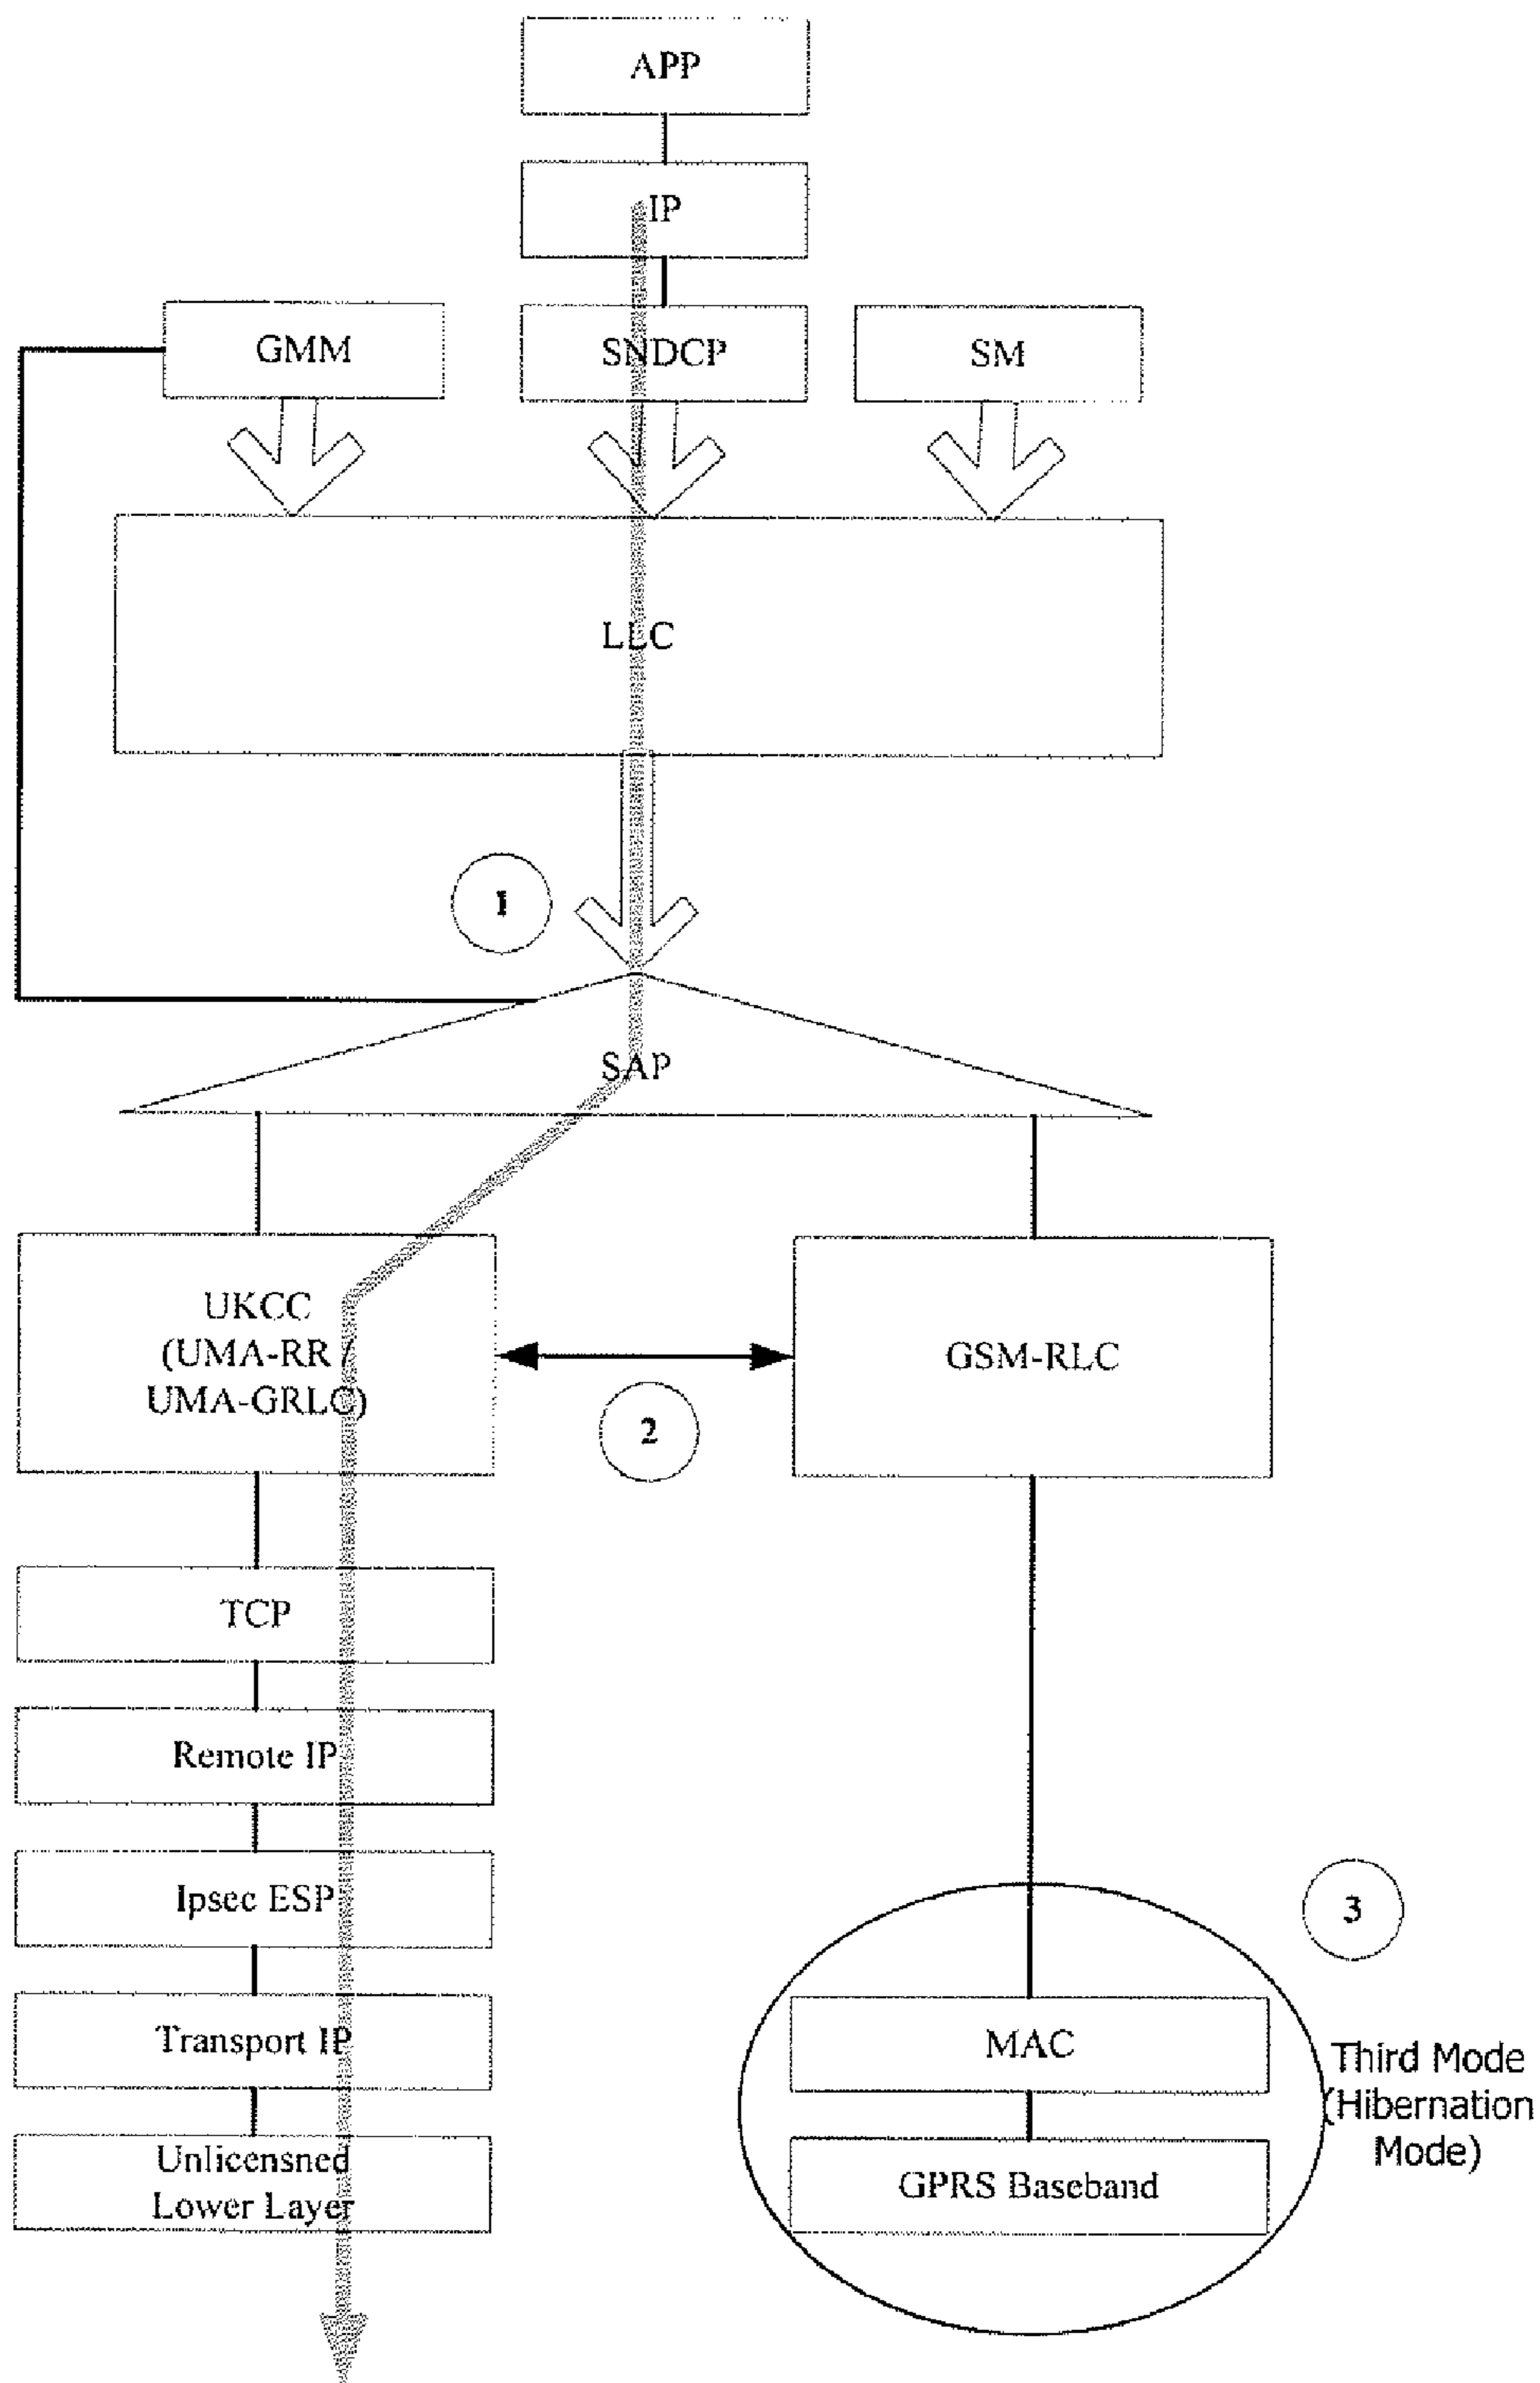 APP
IP
GMM
SNDCP
SM
LLC
1
SAP
UKCC
(UMA-RR /
UMA-GRLC)
GSM-RLC
2
TCP
Remote IP
Ipsec ESP
3
Transport IP
MAC
Third Mode
(Hibernation
Mode)
Unlicensned
Lower Layer
GPRS Baseband